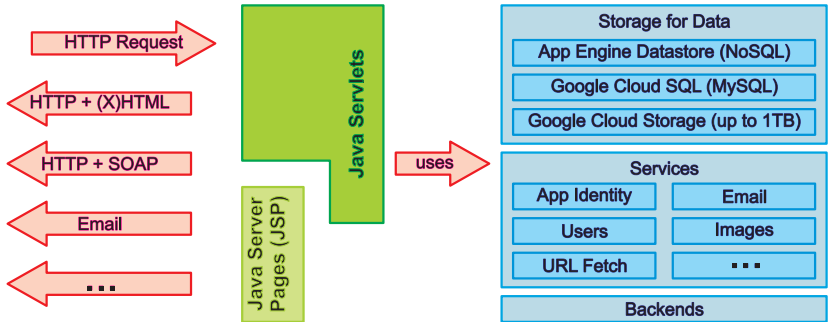 HTTP Request
HTTP + (X)HTML
HTTP + SOAP
Email
...
Java Servlets
Java Server
Pages (JSP)
uses
Storage for Data
App Engine Datastore (NoSQL)
Google Cloud SQL (MySQL)
Google Cloud Storage (up to 1TB)
Services
App Identity
Email
Users
Images
URL Fetch
...
Backends